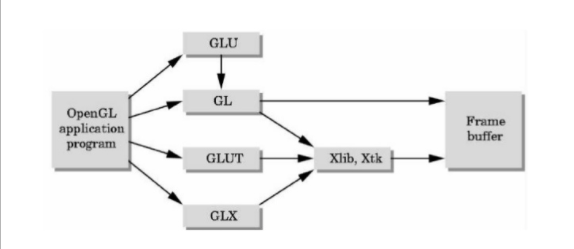 GLU
GL
OpenGL
application
program
Frame
buffer
GLUT
Xlib, Xtk
GLX